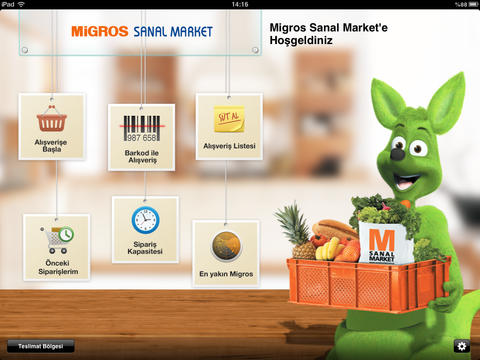 iPad
14:16
%88
MiGROS SANAL MARKET
Migros Sanal Market'e
Hoşgeldiniz
Alışverişe
Başla
987 658
Barkod ile
Alışveriş
SÜT AL
Alışveriş Listesi
Önceki
Siparişlerim
Sipariş
Kapasitesi
En yakın Migros
M
SANAL
MARKET
Teslimat Bölgesi